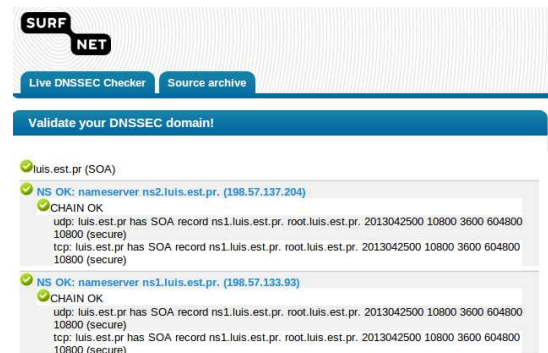 SURF
NET
Live DNSSEC Checker Source archive
Validate your DNSSEC domain!
luis.est.pr (SOA)
NS OK: nameserver ns2.luis.est.pr. (198.57.137.204)
CHAIN OK
udp: luis.est.pr has SOA record ns1.luis.est.pr. root.luis.est.pr. 2013042500 10800 3600 604800
10800 (secure)
tcp: luis.est.pr has SOA record ns1.luis.est.pr. root.luis.est.pr. 2013042500 10800 3600 604800
10800 (secure)
NS OK: nameserver ns1.luis.est.pr. (198.57.133.93)
CHAIN OK
udp: luis.est.pr has SOA record ns1.luis.est.pr. root.luis.est.pr. 2013042500 10800 3600 604800
10800 (secure)
tcp: luis.est.pr has SOA record ns1.luis.est.pr. root.luis.est.pr. 2013042500 10800 3600 604800
10800 (secure)